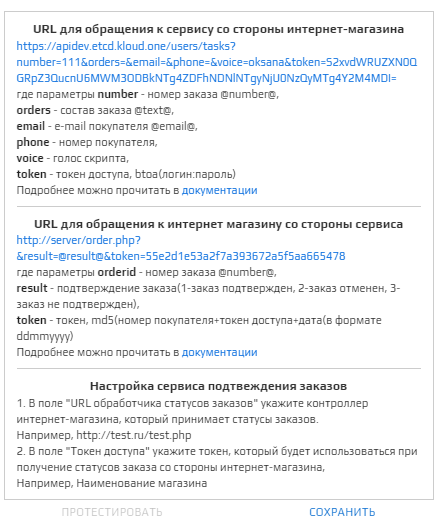 URL для обращения к сервису со стороны интернет-магазина
https://apidev.etcd.kloud.one/users/tasks?
number=111&orders=&email=&phone=&voice=oksana&token=52xvdWRUZXN0Q
GRpZ3QucnU6MWM3ODBkNTg4ZDFhNDNlNTgyNjU0NzQyMTg4Y2M4MDI=
где параметры number - номер заказа @number@,
orders - состав заказа @text@,
email - e-mail покупателя @email@,
phone - номер покупателя,
voice - голос скрипта,
token - токен доступа, btoa(логин:пароль)
Подробнее можно прочитать в документации
URL для обращения к интернет магазину со стороны сервиса
http://server/order.php?
&result=@result@&token=55e2d1e53a2f7a393672a5f5aa665478
где параметры orderid - номер заказа @number@,
result - подтверждение заказа(1-заказ подтвержден, 2-заказ отменен, 3-
заказ не подтвержден),
token - токен, md5(номер покупателя+токен доступа+дата(в формате
ddmmyyyy)
Подробнее можно прочитать в документации
Настройка сервиса подтвеждения заказов
1. В поле "URL обработчика статусов заказов" укажите контроллер
интернет-магазина, который принимает статусы заказов.
Например, http://test.ru/test.php
2. В поле "Токен доступа" укажите токен, который будет использоваться при
получение статусов заказа со стороны интернет-магазина,
Например, Наименование магазина
ПРОТЕСТИРОВАТЬ СОХРАНИТЬ